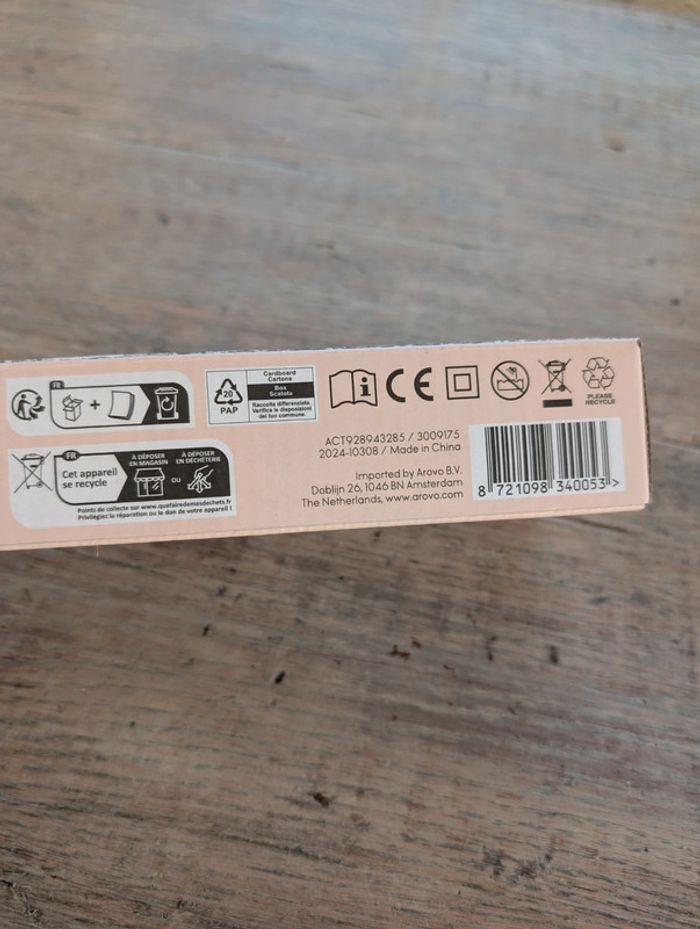 FR
+
20
PAP
Cardboard
Cartone
Box
Scatola
Raccolta differenziata.
Verifica le disposizioni
del tuo comune.
i
CE
PLEASE
RECYCLE
FR
Cet appareil
se recycle
À DÉPOSER
EN MAGASIN
OU
À DÉPOSER
EN DÉCHÈTERIE
Points de collecte sur www.quefairedemesdechets.fr
Privilégiez la réparation ou le don de votre appareil !
ACT928943285 / 3009175
2024-10308 / Made in China
Imported by Arovo B.V.
Doblijn 26, 1046 BN Amsterdam
The Netherlands, www.arovo.com
8 721098 340053 >